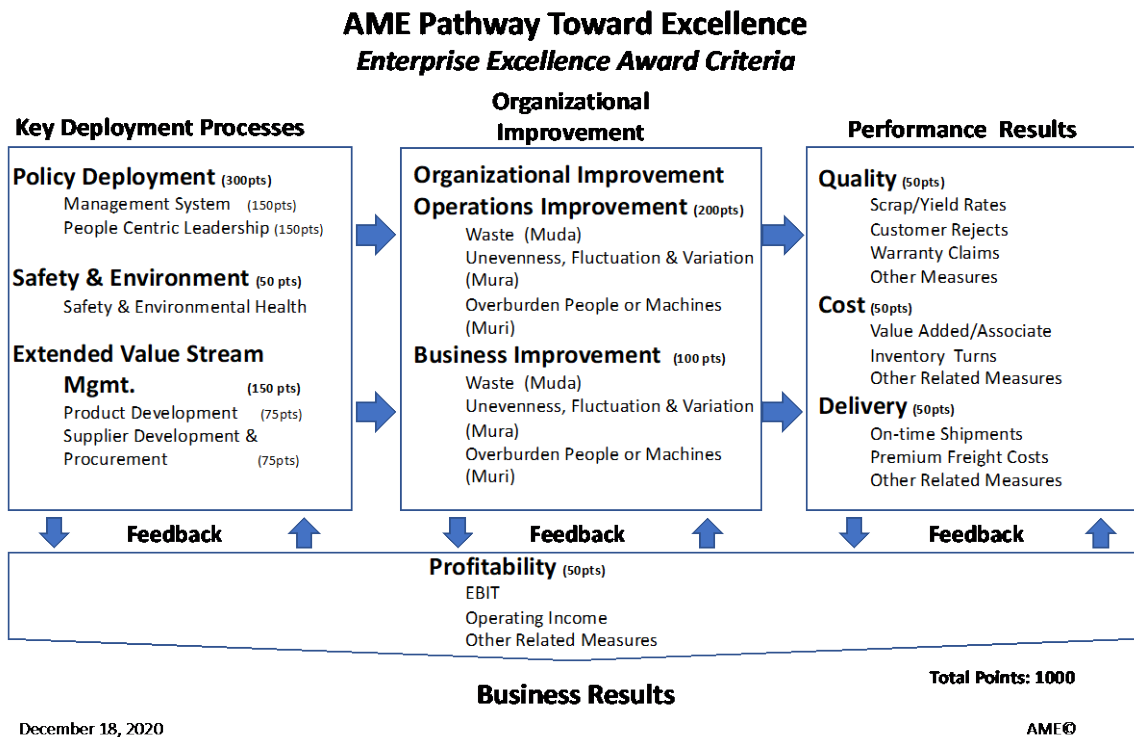 AME Pathway Toward Excellence
Enterprise Excellence Award Criteria
Key Deployment Processes
Policy Deployment (300pts)
Management System (150pts)
People Centric Leadership (150pts)
Safety & Environment (50 pts)
Safety & Environmental Health
Extended Value Stream
Mgmt. (150 pts)
Product Development (75pts)
Supplier Development &
Procurement (75pts)
Organizational
Improvement
Organizational Improvement
Operations Improvement (200pts)
Waste (Muda)
Unevenness, Fluctuation & Variation
(Mura)
Overburden People or Machines
(Muri)
Business Improvement (100 pts)
Waste (Muda)
Unevenness, Fluctuation & Variation
(Mura)
Overburden People or Machines
(Muri)
Performance Results
Quality (50pts)
Scrap/Yield Rates
Customer Rejects
Warranty Claims
Other Measures
Cost (50pts)
Value Added/Associate
Inventory Turns
Other Related Measures
Delivery (50pts)
On-time Shipments
Premium Freight Costs
Other Related Measures
Feedback
Feedback
Feedback
Profitability (50pts)
EBIT
Operating Income
Other Related Measures
Total Points: 1000
Business Results
December 18, 2020
AME©